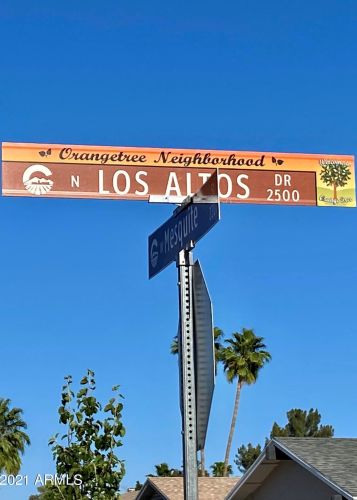 Orangetree Neighborhood
N LOS ALTOS DR
2500
Mesquite
2021 ARMLS